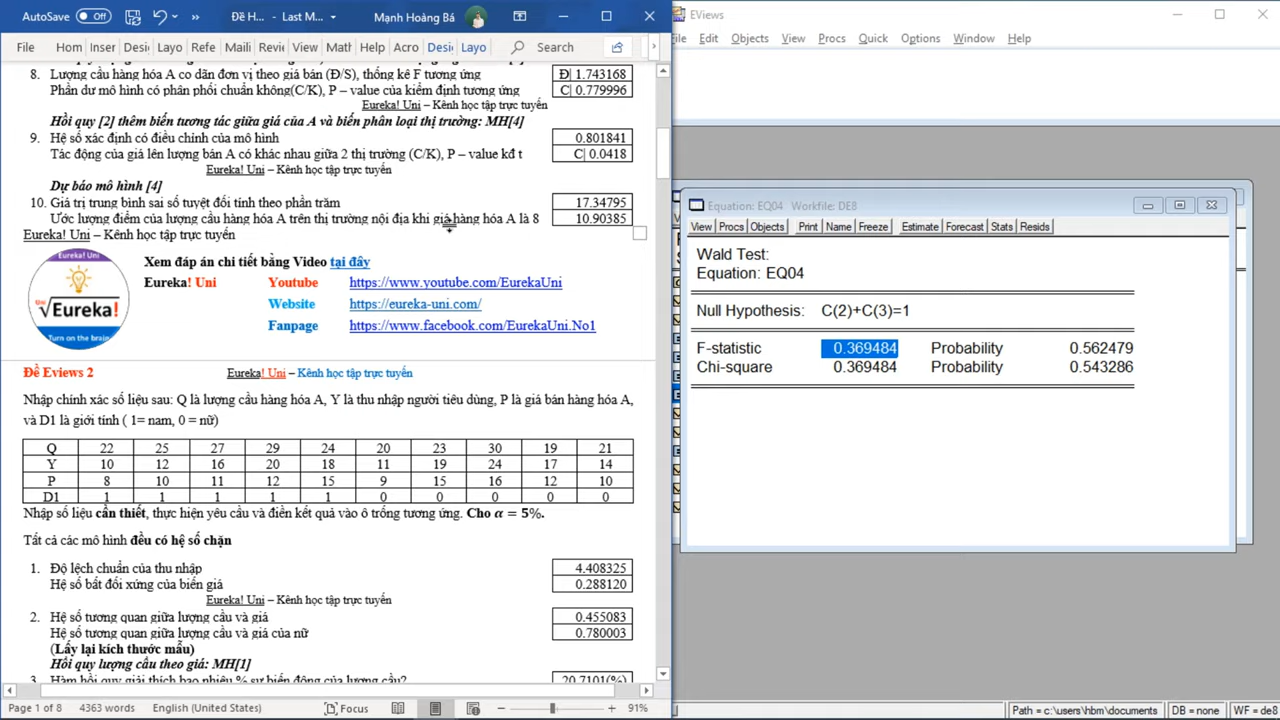 AutoSave Off Đề H... - Last M... Mạnh Hoàng Bá
File Hom Inser Desi Layo Refe Maili Revi View Math Help Acro Desi Layo Search
8. Lượng cầu hàng hóa A co dãn đơn vị theo giá bán (Đ/S), thống kê F tương ứng Đ| 1.743168
Phần dư mô hình có phân phối chuẩn không(C/K), P – value của kiểm định tương ứng C| 0.779996
Eureka! Uni – Kênh học tập trực tuyến
Hồi quy [2] thêm biến tương tác giữa giá của A và biến phân loại thị trường: MH[4]
9. Hệ số xác định có điều chỉnh của mô hình 0.801841
Tác động của giá lên lượng bán A có khác nhau giữa 2 thị trường (C/K), P – value kđ t C| 0.0418
Eureka! Uni – Kênh học tập trực tuyến
Dự báo mô hình [4]
10. Giá trị trung bình sai số tuyệt đối tính theo phần trăm 17.34795
Ước lượng điểm của lượng cầu hàng hóa A trên thị trường nội địa khi giá hàng hóa A là 8 10.90385
Eureka! Uni – Kênh học tập trực tuyến
Eureka! Uni
the Eureka!
Turn on the brain
Xem đáp án chi tiết bằng Video tại đây
Eureka! Uni Youtube https://www.youtube.com/EurekaUni
Website https://eureka-uni.com/
Fanpage https://www.facebook.com/EurekaUni.No1
Đề Eviews 2 Eureka! Uni – Kênh học tập trực tuyến
Nhập chính xác số liệu sau: Q là lượng cầu hàng hóa A, Y là thu nhập người tiêu dùng, P là giá bán hàng hóa A,
và D1 là giới tính ( 1= nam, 0 = nữ)
Q 22 25 27 29 24 20 23 30 19 21
Y 10 12 16 20 18 11 19 24 17 14
P 8 10 11 12 15 9 15 16 12 10
D1 1 1 1 1 1 0 0 0 0 0
Nhập số liệu cần thiết, thực hiện yêu cầu và điền kết quả vào ô trống tương ứng. Cho α = 5%.
Tất cả các mô hình đều có hệ số chặn
1. Độ lệch chuẩn của thu nhập 4.408325
Hệ số bất đối xứng của biến giá 0.288120
Eureka! Uni – Kênh học tập trực tuyến
2. Hệ số tương quan giữa lượng cầu và giá 0.455083
Hệ số tương quan giữa lượng cầu và giá của nữ 0.780003
(Lấy lại kích thước mẫu)
Hồi quy lượng cầu theo giá: MH[1]
3. Hàm hồi quy giải thích bao nhiêu % sự biến động của lượng cầu? 20.7101(%)
Page 1 of 8 4363 words English (United States) Focus 91%
EViews
File Edit Objects View Procs Quick Options Window Help
Equation: EQ04 Workfile: DE8
View Procs Objects Print Name Freeze Estimate Forecast Stats Resids
Wald Test:
Equation: EQ04
Null Hypothesis: C(2)+C(3)=1
F-statistic 0.369484 Probability 0.562479
Chi-square 0.369484 Probability 0.543286
Path = c:\users\hbm\documents DB = none WF = de8